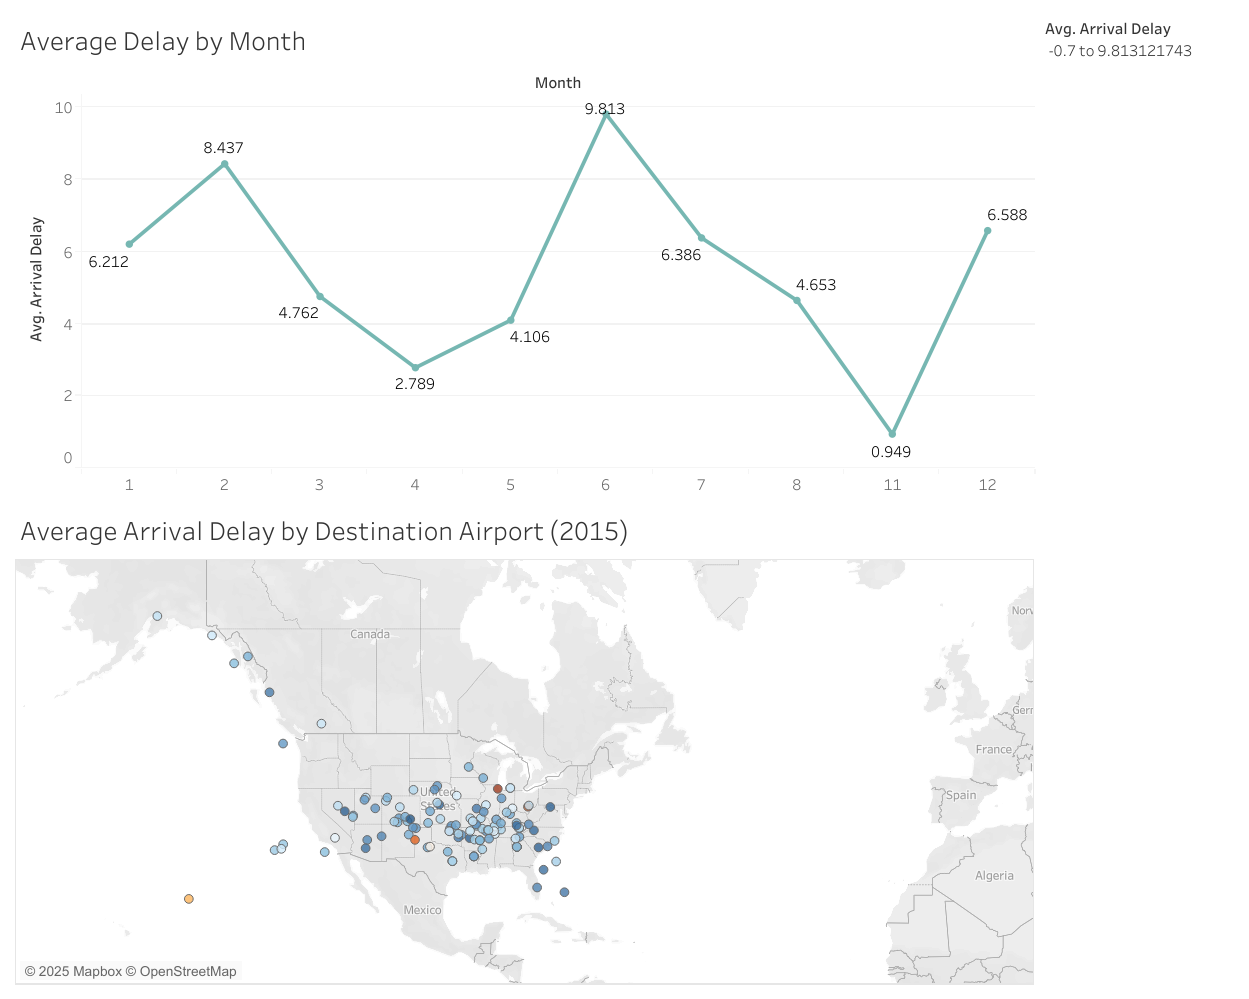 Average Delay by Month
Avg. Arrival Delay
-0.7 to 9.813121743
Month
Avg. Arrival Delay
10
8
6
4
2
0
6.212
8.437
4.762
2.789
4.106
9.813
6.386
4.653
0.949
6.588
1
2
3
4
5
6
7
8
11
12
Average Arrival Delay by Destination Airport (2015)
Canada
United
States
Mexico
Norv
Gern
France
Spain
Algeria
© 2025 Mapbox © OpenStreetMap